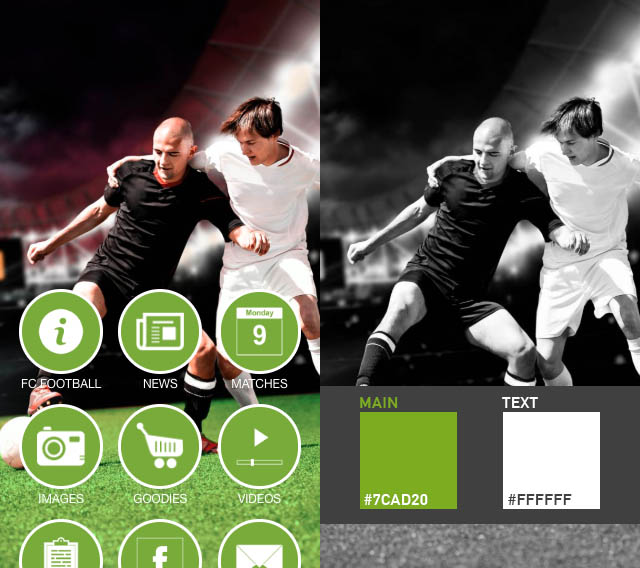 Monday
9
FC FOOTBALL
NEWS
MATCHES
IMAGES
GOODIES
VIDEOS
f
MAIN
TEXT
#7CAD20
#FFFFFF